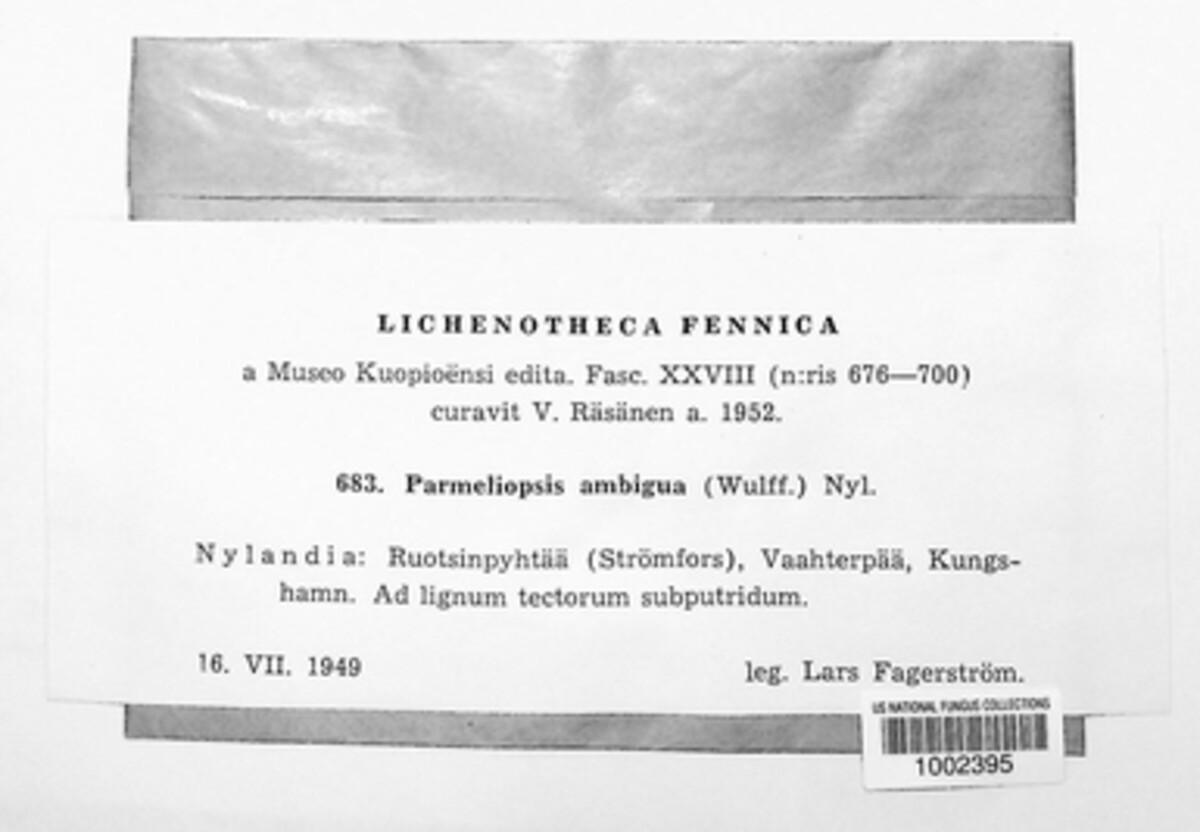 LICHENOTHECA FENNICA
a Museo Kuopioënsi edita. Fasc. XXVIII (n:ris 676—700)
curavit V. Räsänen a. 1952.
683. Parmeliopsis ambigua (Wulff.) Nyl.
Nylandia: Ruotsinpyhtää (Strömfors), Vaahterpää, Kungs-
hamn. Ad lignum tectorum subputridum.
16. VII. 1949
leg. Lars Fagerström.
US NATIONAL FUNGUS COLLECTIONS
1002395